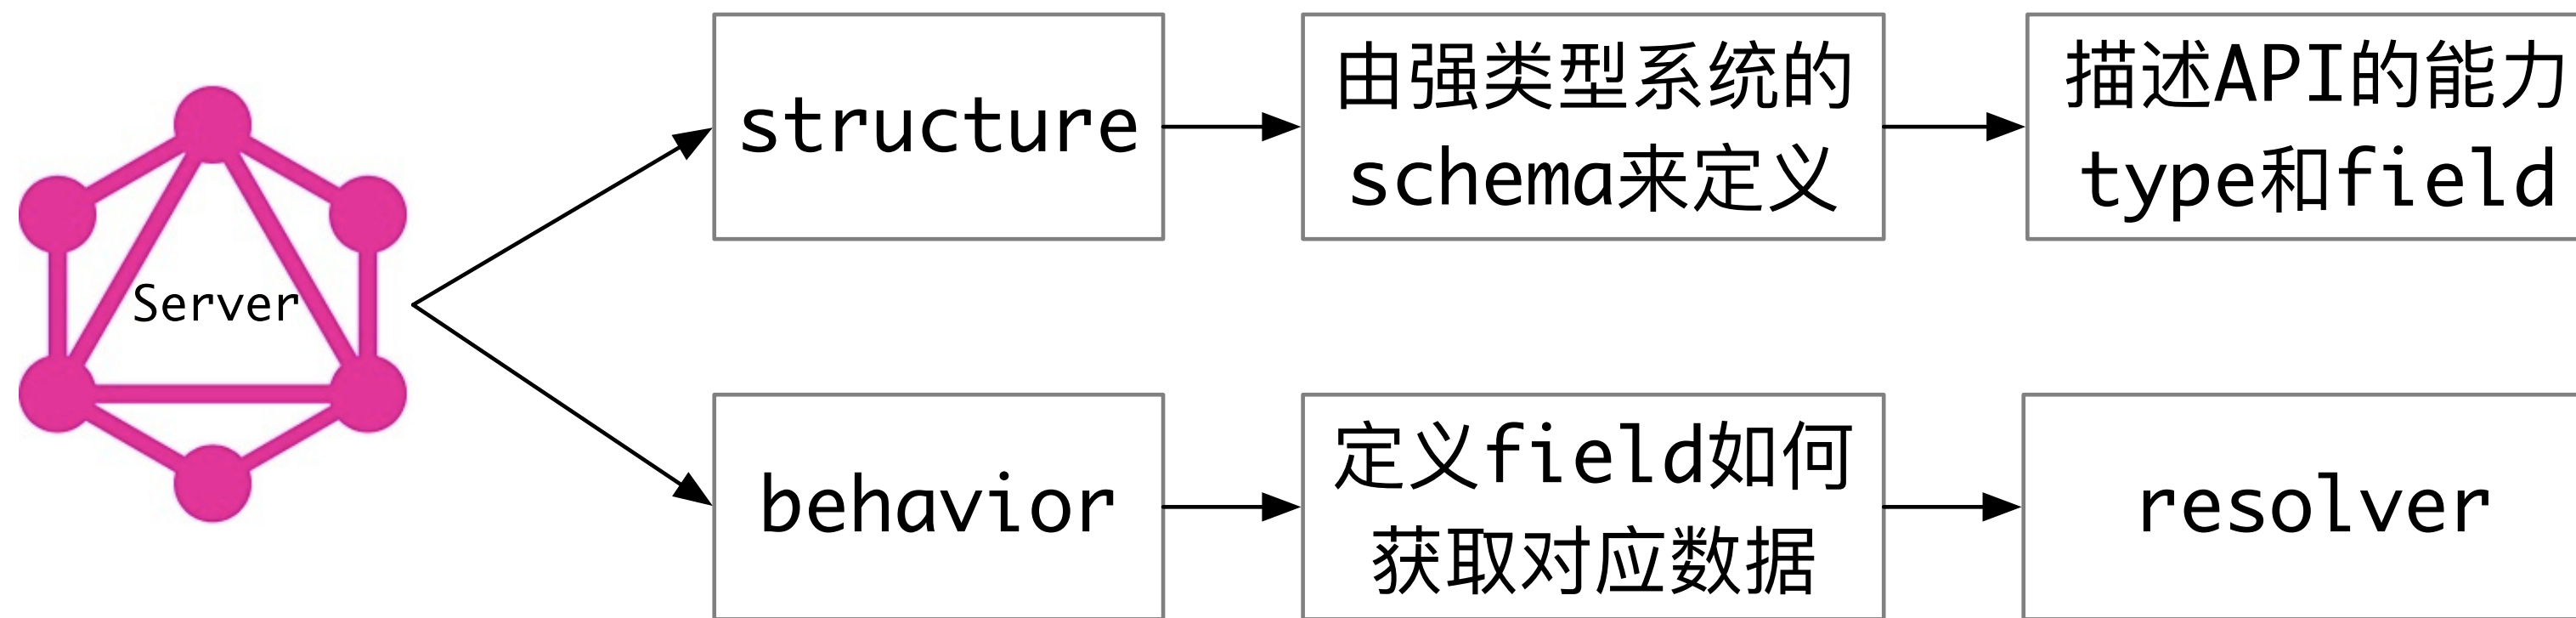 Server
structure
由强类型系统的
schema来定义
描述API的能力
type和field
behavior
定义field如何
获取对应数据
resolver